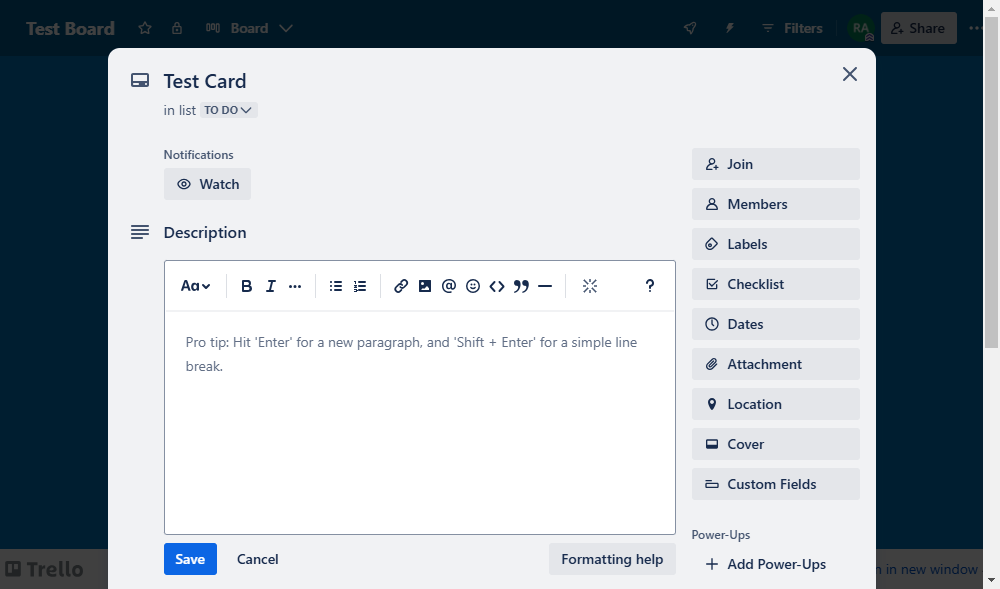 Test Board
Board
Filters
RA
Share
Test Card
in list TO DO
Notifications
Watch
Description
Aa B I ... @ <> ” — ?
Pro tip: Hit 'Enter' for a new paragraph, and 'Shift + Enter' for a simple line
break.
Save
Cancel
Formatting help
Join
Members
Labels
Checklist
Dates
Attachment
Location
Cover
Custom Fields
Power-Ups
+ Add Power-Ups
Trello
in new window